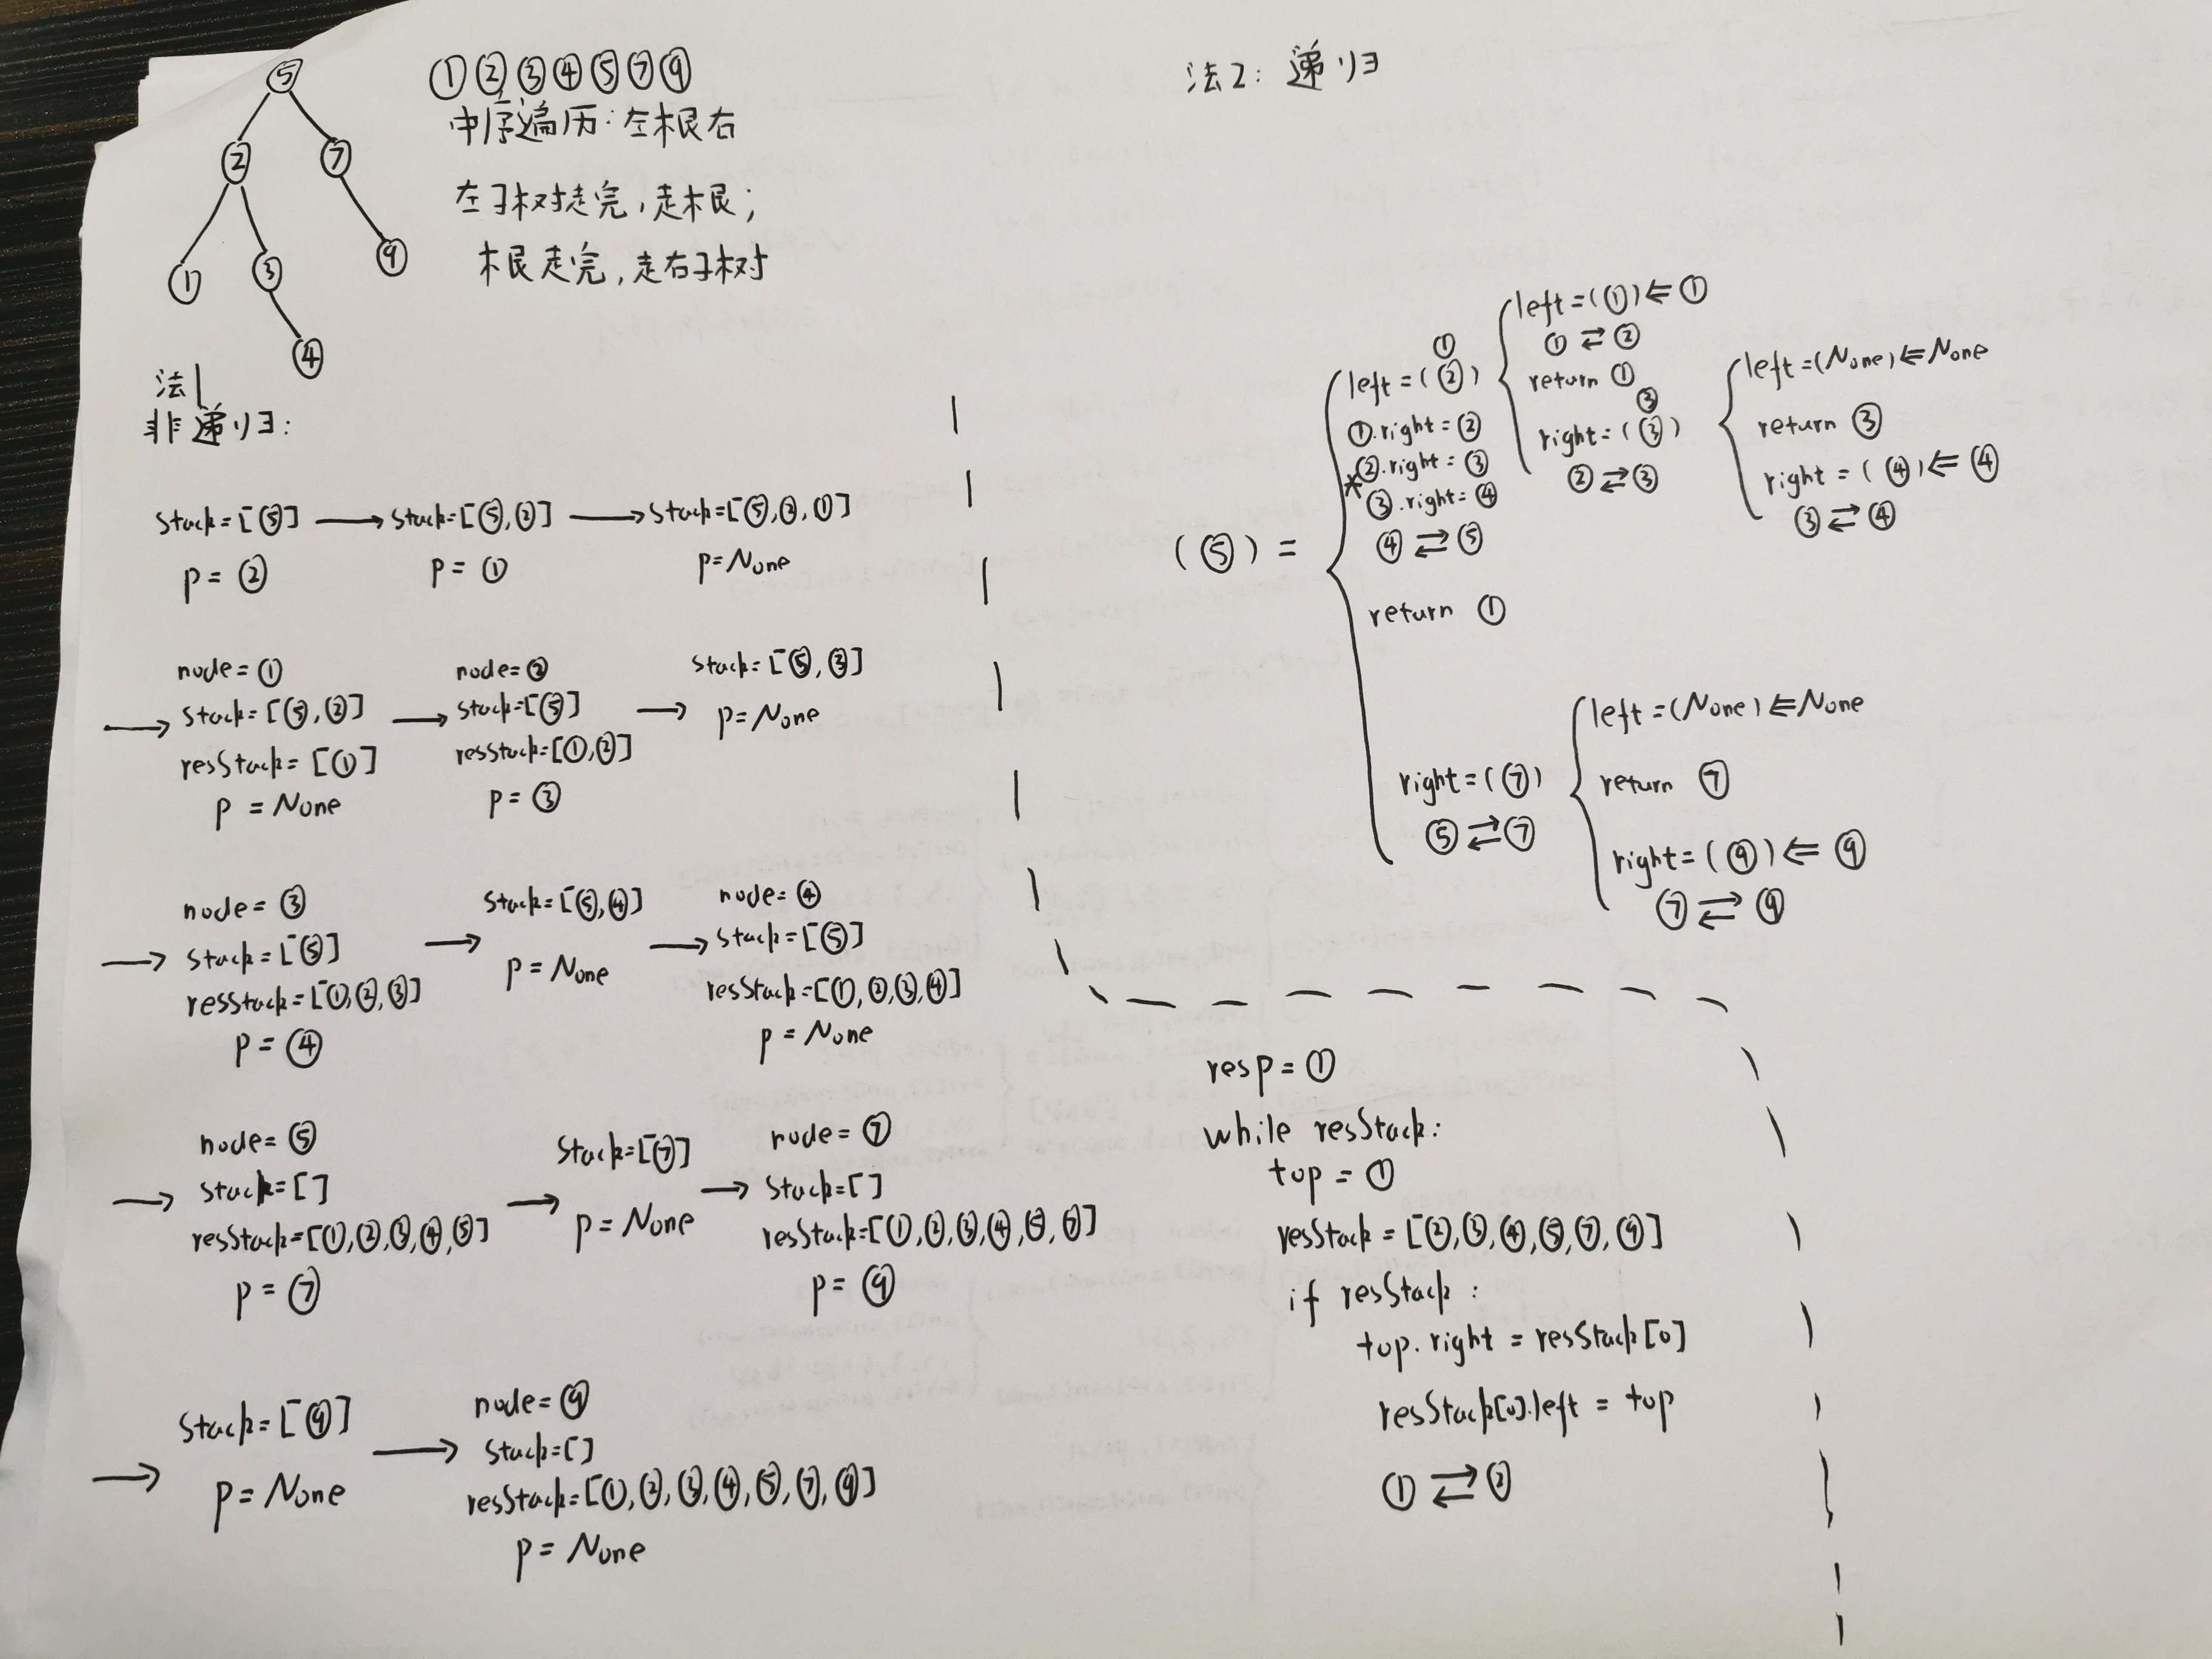 ⑤
② ⑦
① ③ ⑨
④
①②③④⑤⑦⑨
中序遍历:左根右
左子树走完,走根;
根走完,走右子树
法1
非递归:
stack=[⑤] → stack=[⑤,②] → stack=[⑤,②,①]
p=② p=① p=None
node=① node=② stack=[⑤,③]
→ stack=[⑤,②] → stack=[⑤] → p=None
resStack=[①] resStack=[①,②]
p=None p=③
node=③ stack=[⑤,④] node=④
→ stack=[⑤] → p=None → stack=[⑤]
resStack=[①,②,③] resStack=[①,②,③,④]
p=④ p=None
node=⑤ stack=[⑦] node=⑦
→ stack=[] → p=None → stack=[]
resStack=[①,②,③,④,⑤] resStack=[①,②,③,④,⑤,⑦]
p=⑦ p=⑨
stack=[⑨] node=⑨
→ p=None → stack=[]
resStack=[①,②,③,④,⑤,⑦,⑨]
p=None
法2:递归
(⑤)=
①
left=(②)
①.right=②
②.right=③
*③.right=④
④⇄⑤
return ①
left=(①)⇐①
①⇄②
return ①
③
right=(③)
②⇄③
left=(None)⇐None
return ③
right=(④)⇐④
③⇄④
right=(⑦)
⑤⇄⑦
left=(None)⇐None
return ⑦
right=(⑨)⇐⑨
⑦⇄⑨
resp=①
while resStack:
top=①
resStack=[②,③,④,⑤,⑦,⑨]
if resStack:
top.right=resStack[0]
resStack[0].left=top
①⇄②